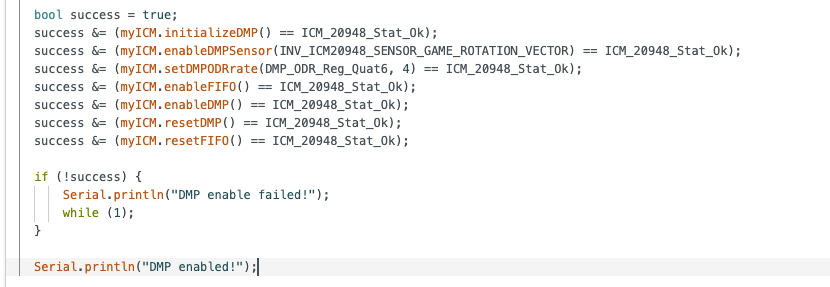 bool success = true;
success &= (myICM.initializeDMP() == ICM_20948_Stat_Ok);
success &= (myICM.enableDMPSensor(INV_ICM20948_SENSOR_GAME_ROTATION_VECTOR) == ICM_20948_Stat_Ok);
success &= (myICM.setDMPODRrate(DMP_ODR_Reg_Quat6, 4) == ICM_20948_Stat_Ok);
success &= (myICM.enableFIFO() == ICM_20948_Stat_Ok);
success &= (myICM.enableDMP() == ICM_20948_Stat_Ok);
success &= (myICM.resetDMP() == ICM_20948_Stat_Ok);
success &= (myICM.resetFIFO() == ICM_20948_Stat_Ok);

if (!success) {
    Serial.println("DMP enable failed!");
    while (1);
}

Serial.println("DMP enabled!");